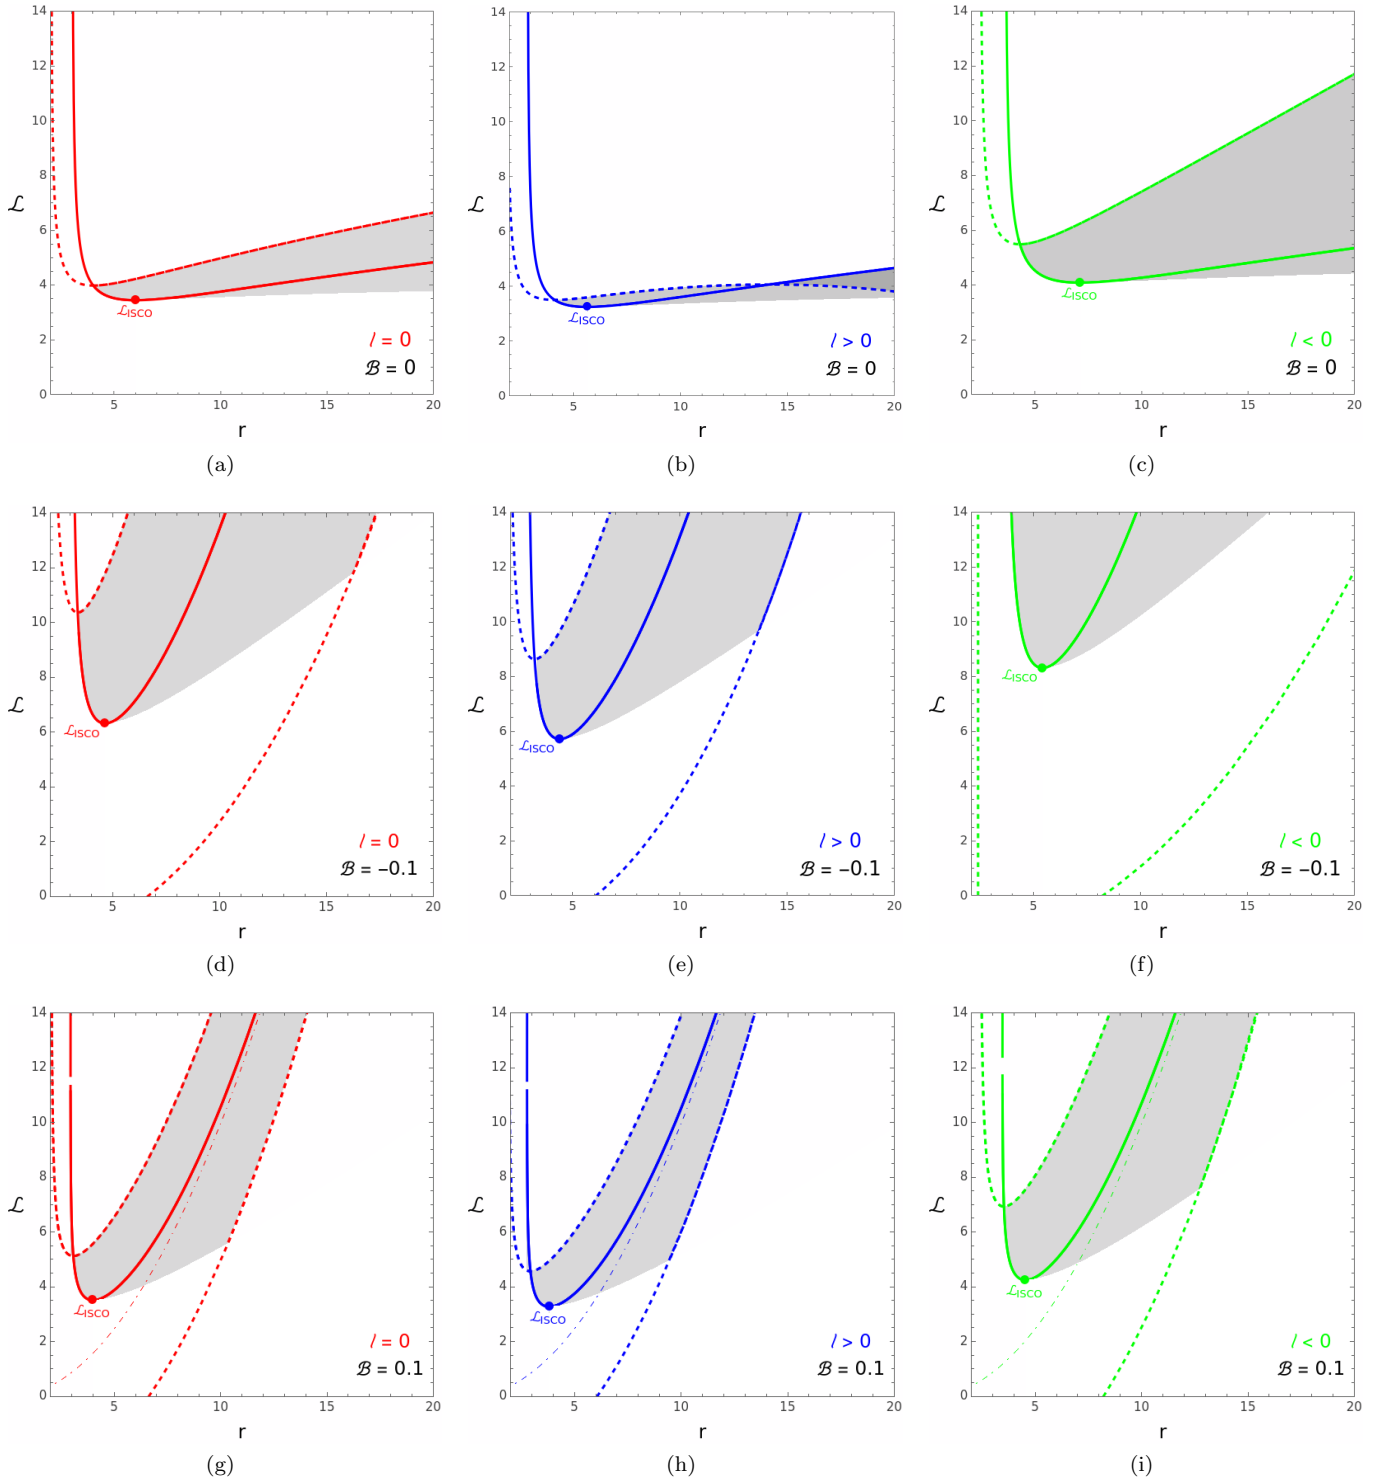 14 14 14
12 12 12
10 10 10
8 8 8
ℒ 6 ℒ 6 ℒ 6
4 4 4
ℒISCO ℒISCO ℒISCO
2 l = 0 2 l > 0 2 l < 0
ℬ = 0 ℬ = 0 ℬ = 0
0 0 0
5 10 15 20 5 10 15 20 5 10 15 20
r r r
(a) (b) (c)
14 14 14
12 12 12
10 10 10
8 8 8
ℒISCO
ℒ 6 ℒISCO ℒ 6 ℒISCO ℒ 6
4 4 4
2 l = 0 2 l > 0 2 l < 0
ℬ = −0.1 ℬ = −0.1 ℬ = −0.1
0 0 0
5 10 15 20 5 10 15 20 5 10 15 20
r r r
(d) (e) (f)
14 14 14
12 12 12
10 10 10
8 8 8
ℒ 6 ℒ 6 ℒ 6
4 4 4
ℒISCO ℒISCO ℒISCO
2 l = 0 2 l > 0 2 l < 0
ℬ = 0.1 ℬ = 0.1 ℬ = 0.1
0 0 0
5 10 15 20 5 10 15 20 5 10 15 20
r r r
(g) (h) (i)